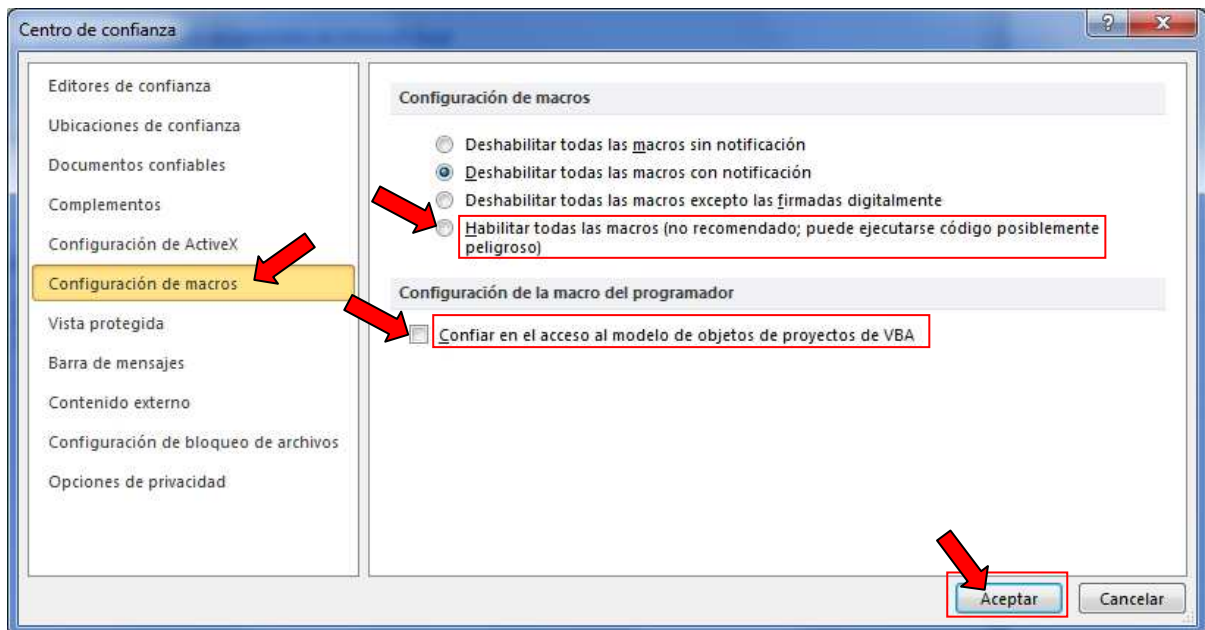 Centro de confianza
Editores de confianza
Ubicaciones de confianza
Documentos confiables
Complementos
Configuración de ActiveX
Configuración de macros
Vista protegida
Barra de mensajes
Contenido externo
Configuración de bloqueo de archivos
Opciones de privacidad
Configuración de macros
Deshabilitar todas las macros sin notificación
Deshabilitar todas las macros con notificación
Deshabilitar todas las macros excepto las firmadas digitalmente
Habilitar todas las macros (no recomendado; puede ejecutarse código posiblemente
peligroso)
Configuración de la macro del programador
Confiar en el acceso al modelo de objetos de proyectos de VBA
Aceptar
Cancelar